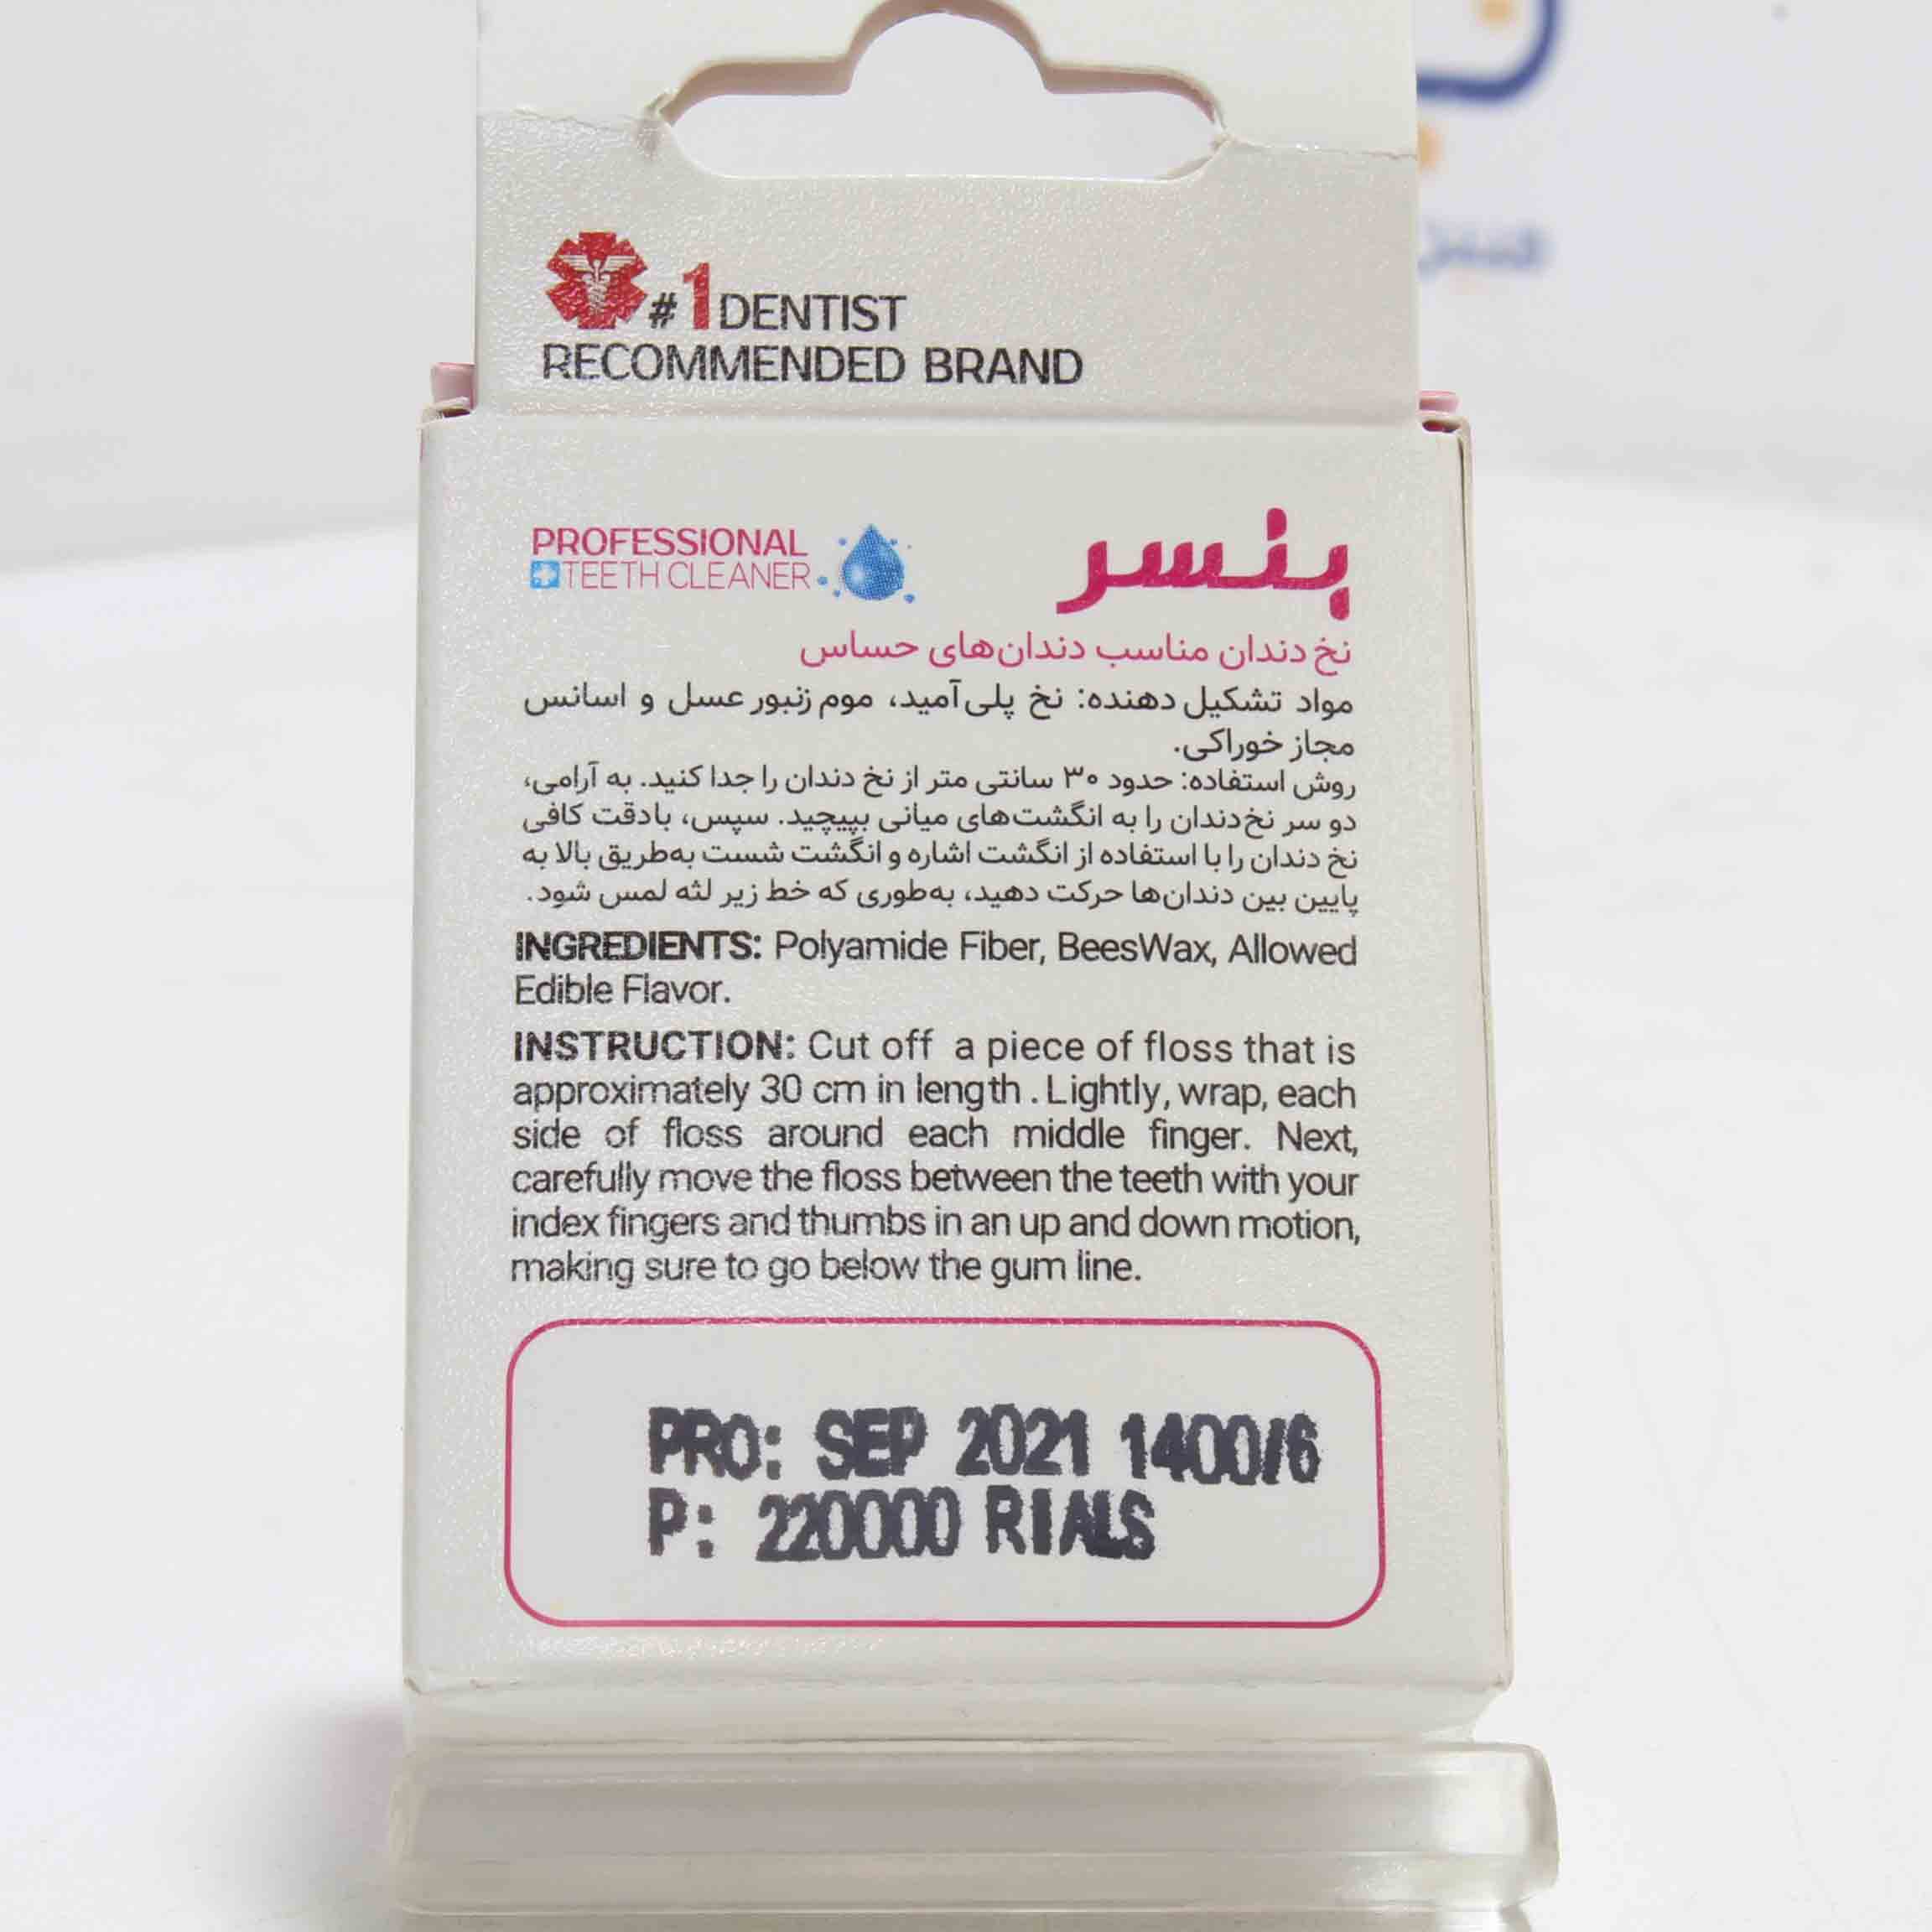 #1 DENTIST
RECOMMENDED BRAND
PROFESSIONAL
TEETH CLEANER
بنسر
نخ دندان مناسب دندان‌های حساس
مواد تشکیل دهنده: نخ پلی‌آمید، موم زنبور عسل و اسانس
مجاز خوراکی.
روش استفاده: حدود ۳۰ سانتی متر از نخ دندان را جدا کنید. به آرامی،
دو سر نخ‌دندان را به انگشت‌های میانی بپیچید. سپس، با‌دقت کافی
نخ دندان را با استفاده از انگشت اشاره و انگشت شست به‌طریق بالا به
پایین بین دندان‌ها حرکت دهید، به‌طوری که خط زیر لثه لمس شود.
INGREDIENTS: Polyamide Fiber, BeesWax, Allowed
Edible Flavor.
INSTRUCTION: Cut off a piece of floss that is
approximately 30 cm in length . Lightly, wrap, each
side of floss around each middle finger. Next,
carefully move the floss between the teeth with your
index fingers and thumbs in an up and down motion,
making sure to go below the gum line.
PRO: SEP 2021 1400/6
P: 220000 RIALS